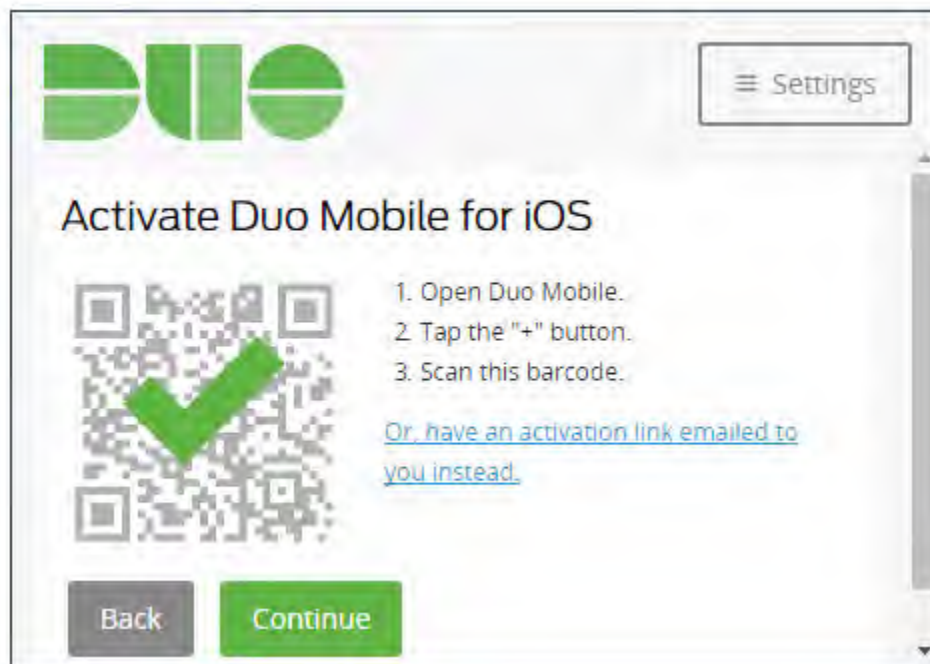 DUO
≡ Settings
Activate Duo Mobile for iOS
1. Open Duo Mobile.
2. Tap the "+" button.
3. Scan this barcode.
Or, have an activation link emailed to
you instead.
Back
Continue